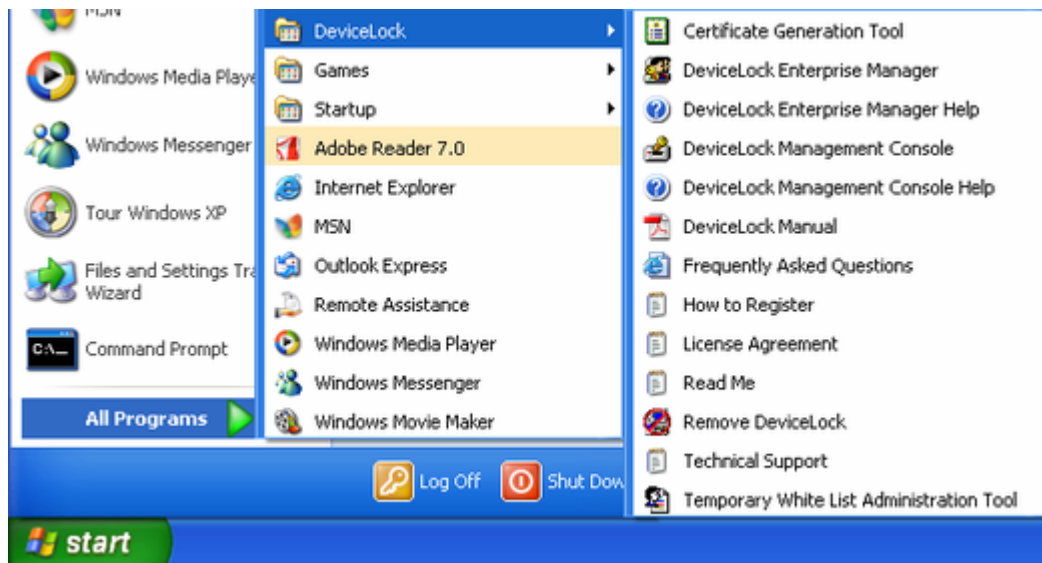 MSN
Windows Media Playe
Windows Messenger
Tour Windows XP
Files and Settings Tra
Wizard
C:\_
Command Prompt
All Programs
DeviceLock
Games
Startup
Adobe Reader 7.0
Internet Explorer
MSN
Outlook Express
Remote Assistance
Windows Media Player
Windows Messenger
Windows Movie Maker
Certificate Generation Tool
DeviceLock Enterprise Manager
DeviceLock Enterprise Manager Help
DeviceLock Management Console
DeviceLock Management Console Help
DeviceLock Manual
Frequently Asked Questions
How to Register
License Agreement
Read Me
Remove DeviceLock
Technical Support
Temporary White List Administration Tool
Log Off
Shut Dow
start